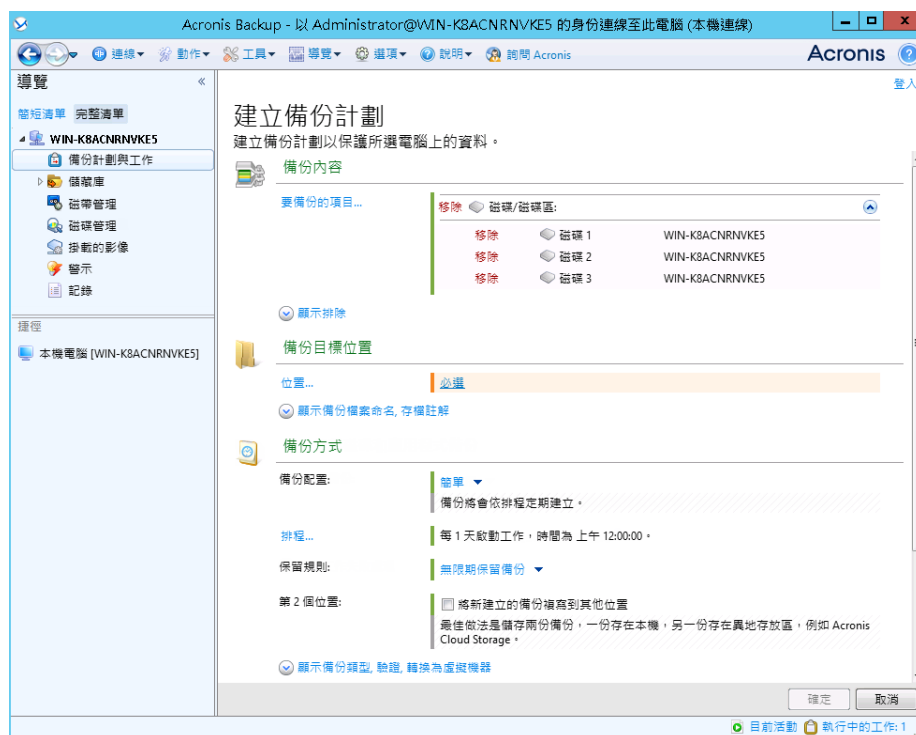 Acronis Backup - 以 Administrator@WIN-K8ACNRNVKE5 的身份連線至此電腦 (本機連線)
連線 動作 工具 導覽 選項 說明 詢問 Acronis
Acronis
導覽
登入
簡短清單 完整清單
WIN-K8ACNRNVKE5
備份計劃與工作
儲藏庫
磁帶管理
磁碟管理
掛載的影像
警示
記錄
捷徑
本機電腦 [WIN-K8ACNRNVKE5]
建立備份計劃
建立備份計劃以保護所選電腦上的資料。
備份內容
要備份的項目...
移除 磁碟/磁碟區:
移除 磁碟 1 WIN-K8ACNRNVKE5
移除 磁碟 2 WIN-K8ACNRNVKE5
移除 磁碟 3 WIN-K8ACNRNVKE5
顯示排除
備份目標位置
位置... 必選
顯示備份檔案命名, 存檔註解
備份方式
備份配置: 簡單
備份將會依排程定期建立。
排程... 每 1 天啟動工作，時間為 上午 12:00:00。
保留規則: 無限期保留備份
第 2 個位置: 將新建立的備份複寫到其他位置
最佳做法是儲存兩份備份，一份存在本機，另一份存在異地存放區，例如 Acronis
Cloud Storage。
顯示備份類型, 驗證, 轉換為虛擬機器
確定 取消
目前活動 執行中的工作: 1